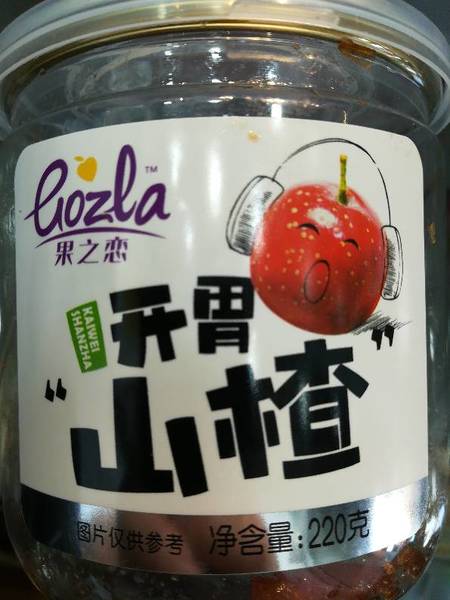 Gozla™
果之恋
KAIWEI
SHANZHA
开胃
“山楂”
图片仅供参考 净含量:220克